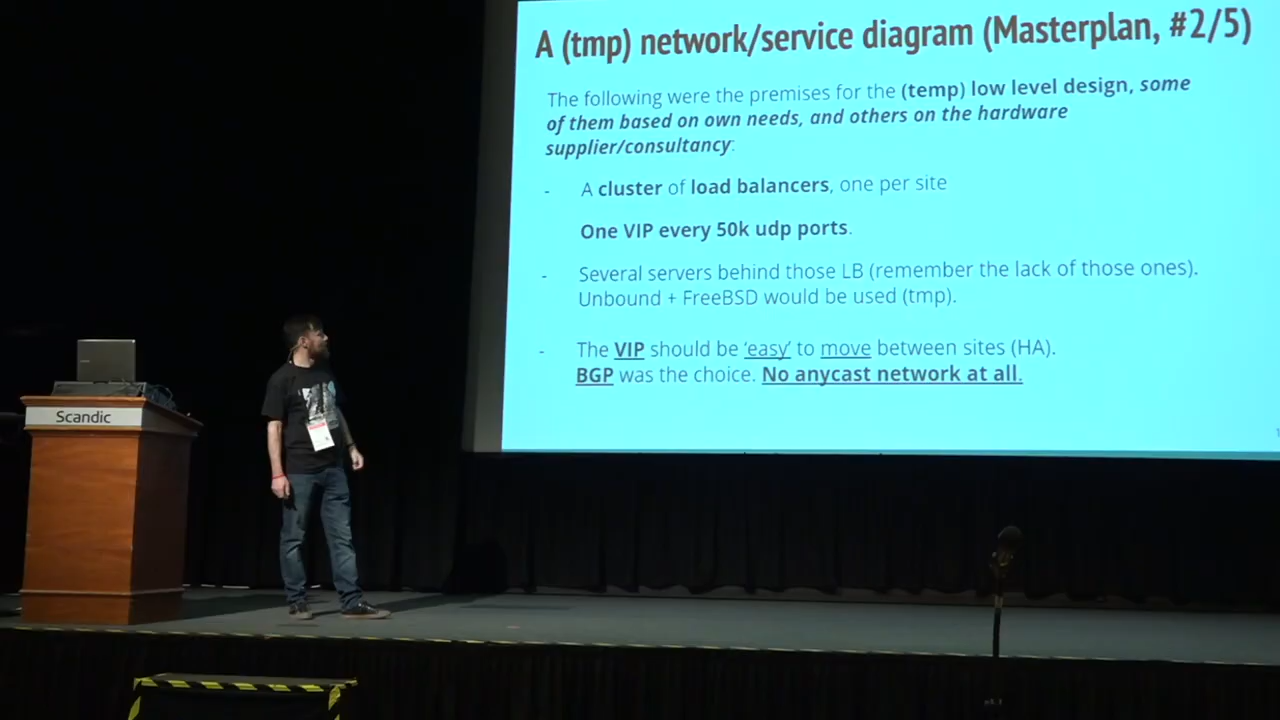 A (tmp) network/service diagram (Masterplan, #2/5)
The following were the premises for the (temp) low level design, some
of them based on own needs, and others on the hardware
supplier/consultancy:
- A cluster of load balancers, one per site
One VIP every 50k udp ports.
- Several servers behind those LB (remember the lack of those ones).
Unbound + FreeBSD would be used (tmp).
- The VIP should be ‘easy’ to move between sites (HA).
BGP was the choice. No anycast network at all.
Scandic